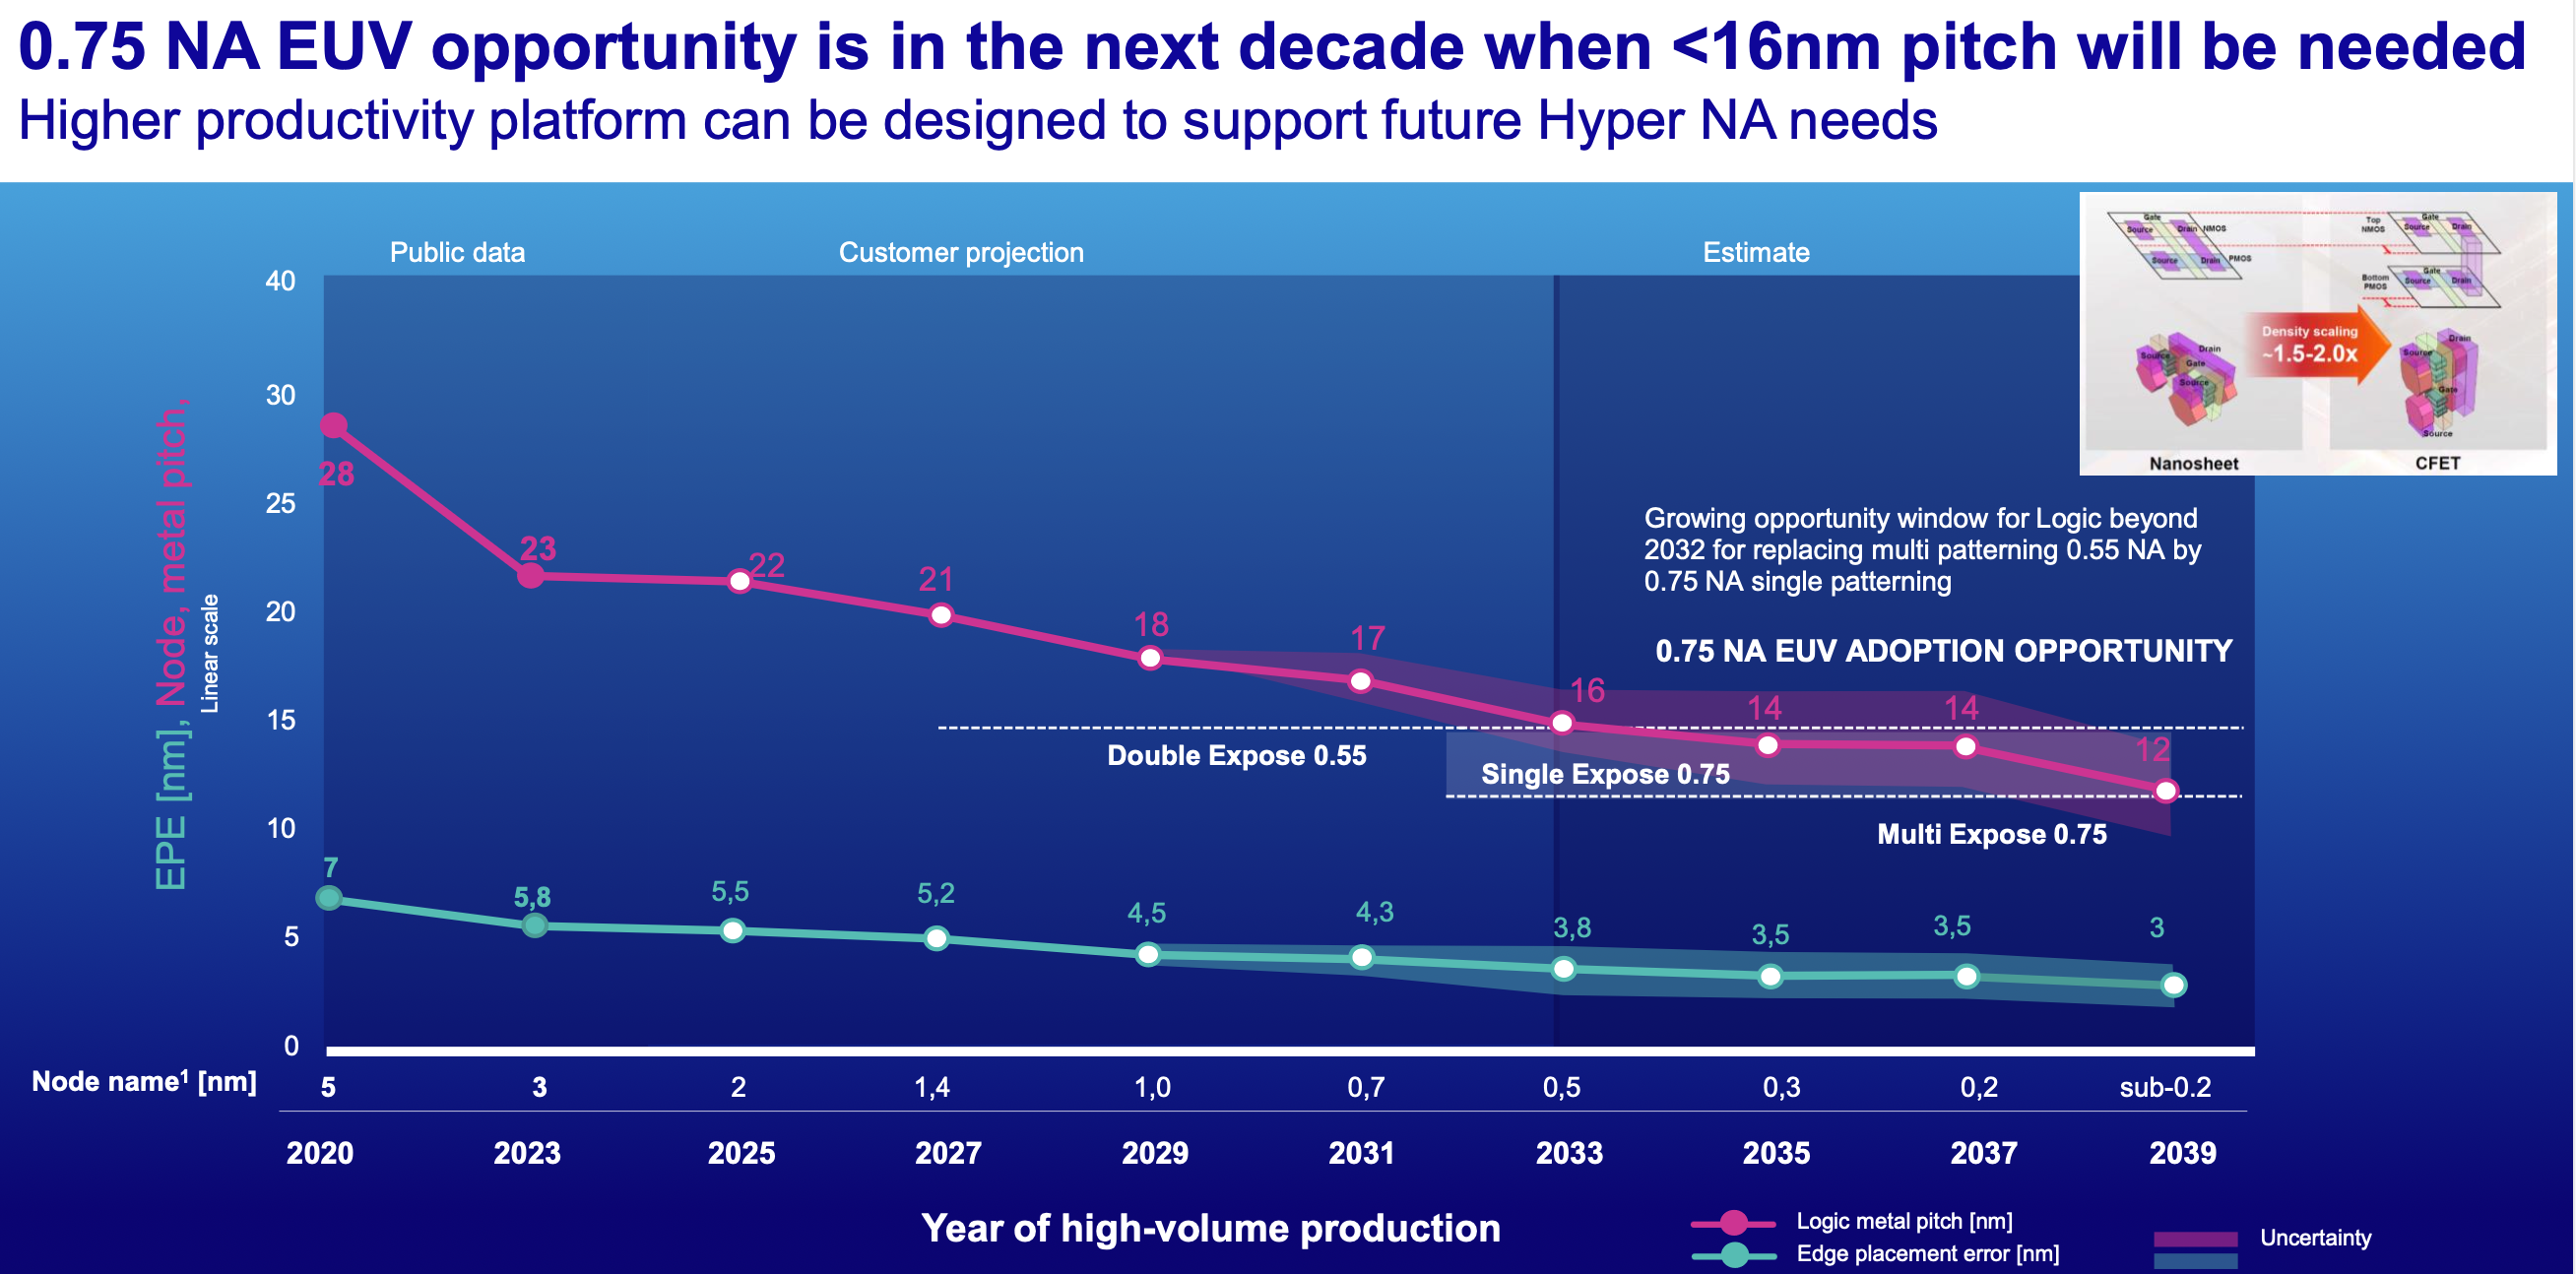 0.75 NA EUV opportunity is in the next decade when <16nm pitch will be needed
Higher productivity platform can be designed to support future Hyper NA needs
Public data
Customer projection
Estimate
EPE [nm], Node, metal pitch,
Linear scale
40
30
25
20
15
10
5
0
28
23
22
21
18
17
16
14
14
12
7
5,8
5,5
5,2
4,5
4,3
3,8
3,5
3,5
3
Growing opportunity window for Logic beyond
2032 for replacing multi patterning 0.55 NA by
0.75 NA single patterning
0.75 NA EUV ADOPTION OPPORTUNITY
Double Expose 0.55
Single Expose 0.75
Multi Expose 0.75
Gate
Source
Drain
NMOS
Source
Drain
PMOS
Source
Drain
Gate
Source
Nanosheet
Density scaling
~1.5-2.0x
Top
NMOS
Gate
Source
Drain
Bottom
PMOS
Gate
Source
Drain
Drain
Source
Gate
Source
CFET
Node name¹ [nm]
5
3
2
1,4
1,0
0,7
0,5
0,3
0,2
sub-0.2
2020
2023
2025
2027
2029
2031
2033
2035
2037
2039
Year of high-volume production
Logic metal pitch [nm]
Edge placement error [nm]
Uncertainty